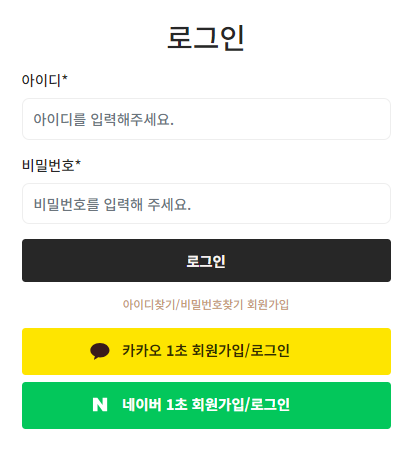 로그인
아이디*
아이디를 입력해주세요.
비밀번호*
비밀번호를 입력해 주세요.
로그인
아이디찾기/비밀번호찾기 회원가입
카카오 1초 회원가입/로그인
N 네이버 1초 회원가입/로그인